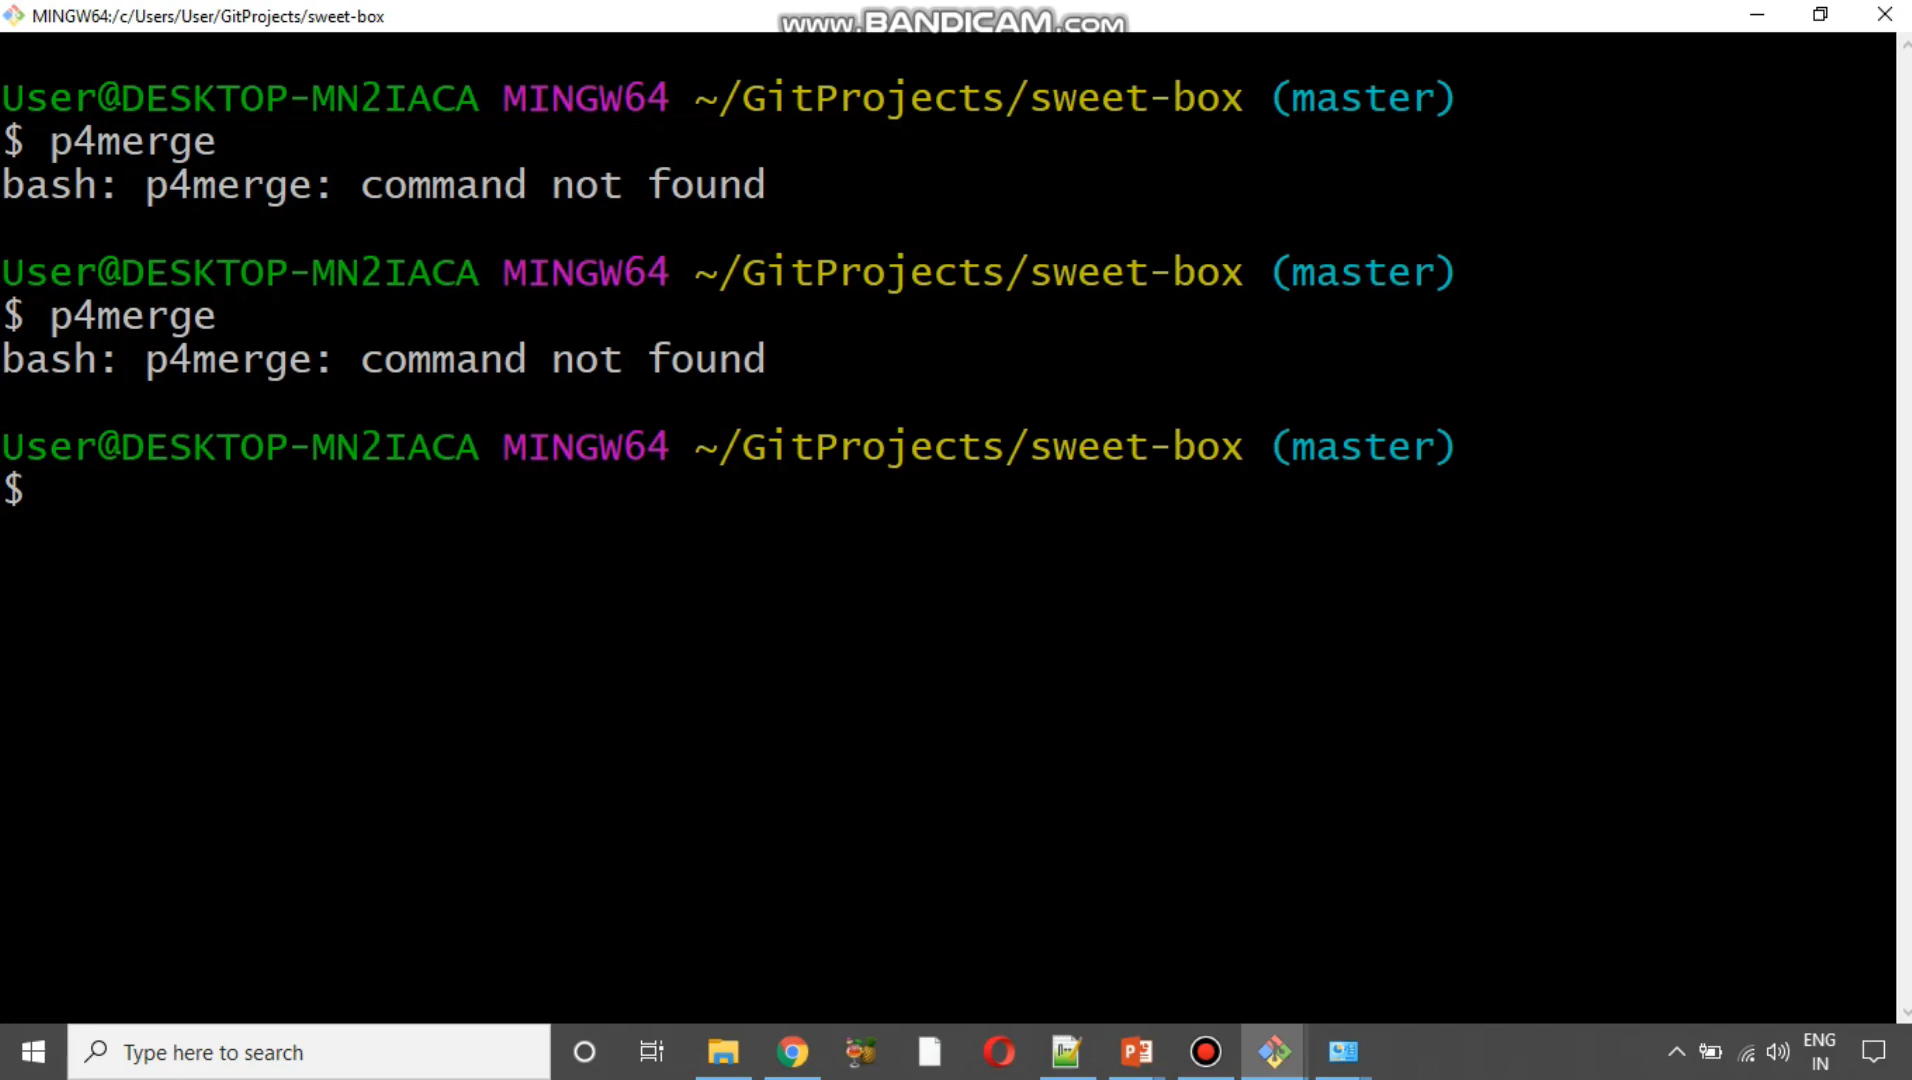 MINGW64:/c/Users/User/GitProjects/sweet-box
www.BANDICAM.com
User@DESKTOP-MN2IACA MINGW64 ~/GitProjects/sweet-box (master)
$ p4merge
bash: p4merge: command not found
User@DESKTOP-MN2IACA MINGW64 ~/GitProjects/sweet-box (master)
$ p4merge
bash: p4merge: command not found
User@DESKTOP-MN2IACA MINGW64 ~/GitProjects/sweet-box (master)
$
Type here to search
ENG
IN